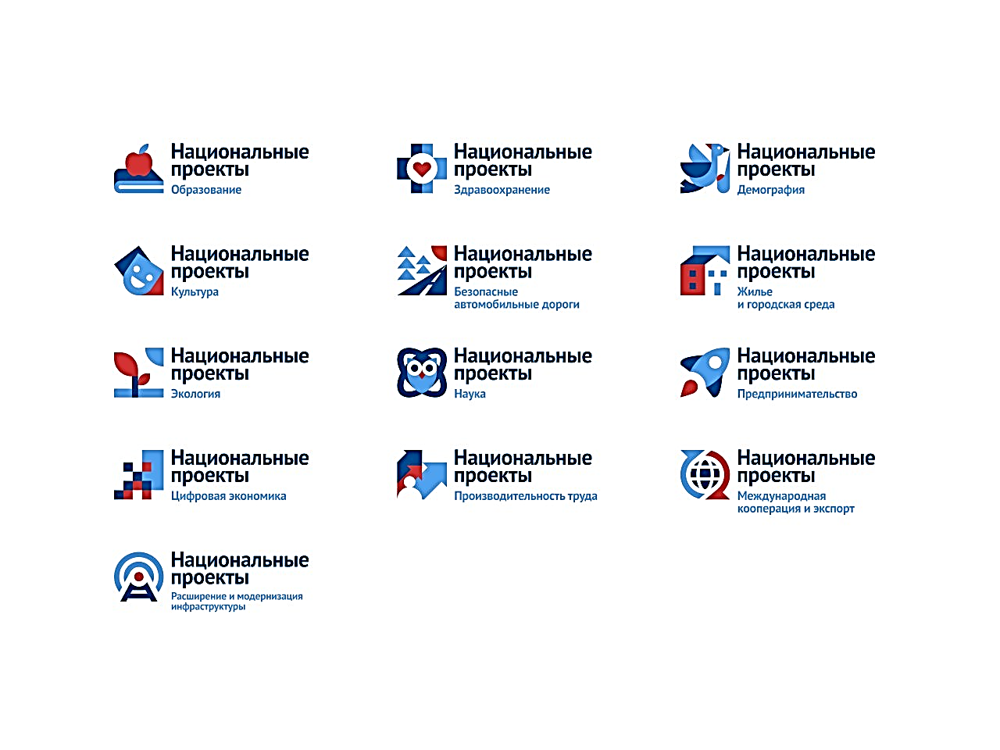 Национальные
проекты
Образование
Национальные
проекты
Здравоохранение
Национальные
проекты
Демография
Национальные
проекты
Культура
Национальные
проекты
Безопасные
автомобильные дороги
Национальные
проекты
Жилье
и городская среда
Национальные
проекты
Экология
Национальные
проекты
Наука
Национальные
проекты
Предпринимательство
Национальные
проекты
Цифровая экономика
Национальные
проекты
Производительность труда
Национальные
проекты
Международная
кооперация и экспорт
Национальные
проекты
Расширение и модернизация
инфраструктуры